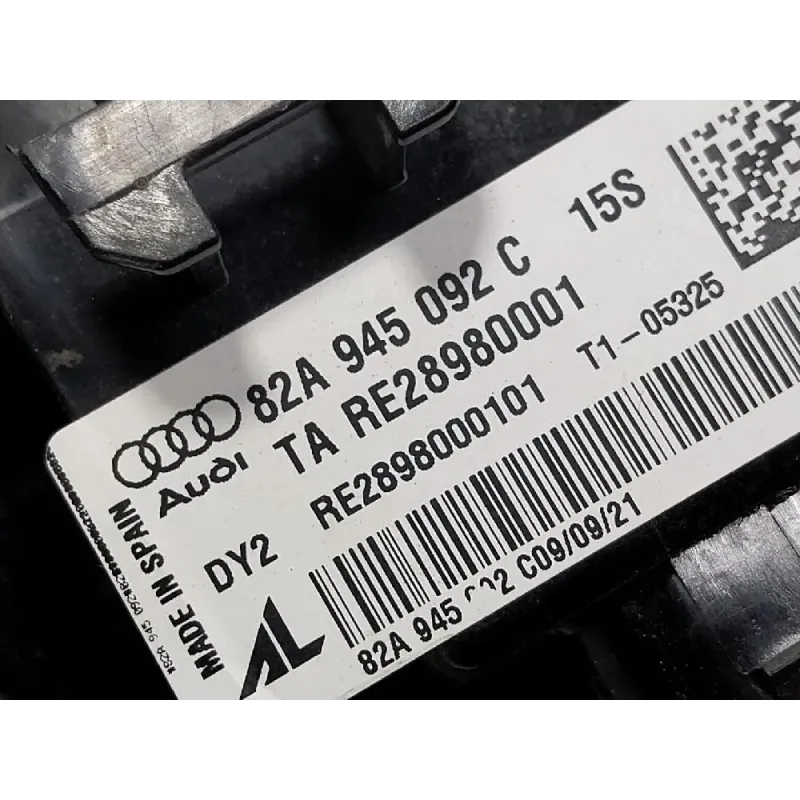 82A 945 092 C 15S
Audi TA RE28980001
RE2898000101 T1-05325
DY2
MADE IN SPAIN
AL
82A 945 C09/09/21